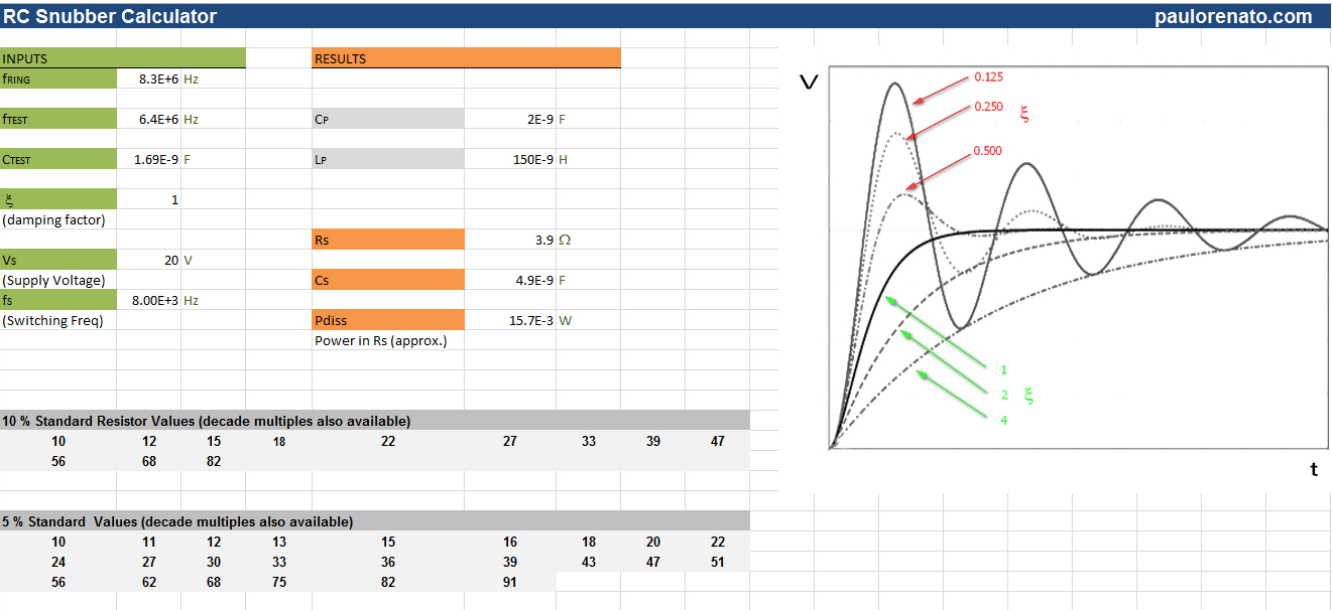 RC Snubber Calculator paulorenato.com
INPUTS RESULTS
fRING 8.3E+6 Hz
fTEST 6.4E+6 Hz CP 2E-9 F
CTEST 1.69E-9 F LP 150E-9 H
ξ 1
(damping factor)
Rs 3.9 Ω
Vs 20 V
(Supply Voltage) Cs 4.9E-9 F
fs 8.00E+3 Hz
(Switching Freq) Pdiss 15.7E-3 W
Power in Rs (approx.)
10 % Standard Resistor Values (decade multiples also available)
10 12 15 18 22 27 33 39 47
56 68 82
5 % Standard Values (decade multiples also available)
10 11 12 13 15 16 18 20 22
24 27 30 33 36 39 43 47 51
56 62 68 75 82 91
V
0.125
0.250 ξ
0.500
1
2 ξ
4
t